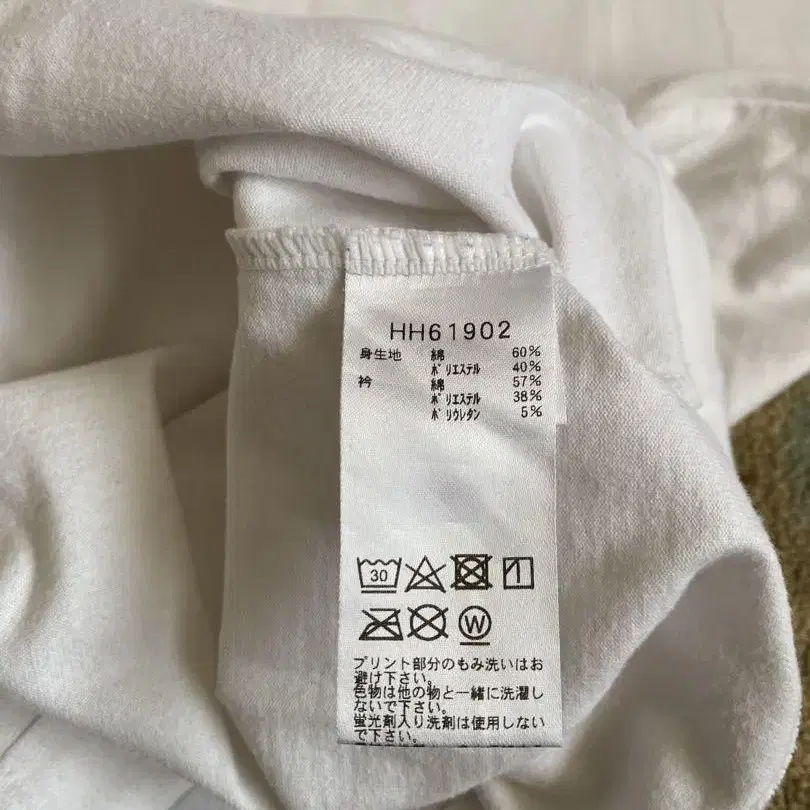 HH61902
身生地 綿 60%
ポリエステル 40%
衿 綿 57%
ポリエステル 38%
ポリウレタン 5%
30
W
プリント部分のもみ洗いはお
避け下さい。
色物は他の物と一緒に洗濯し
ないで下さい。
蛍光剤入り洗剤は使用しない
で下さい。